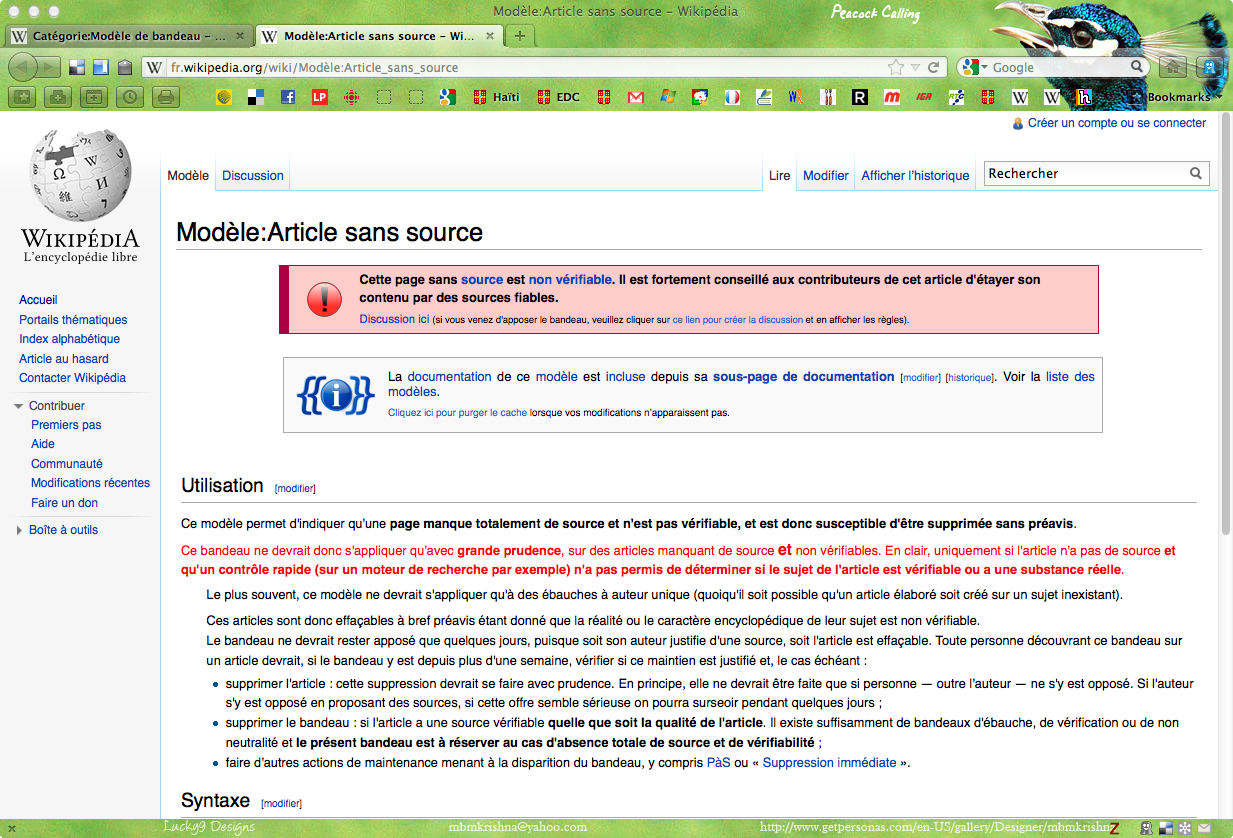 Modèle:Article sans source – Wikipédia
Peacock Calling
Catégorie:Modèle de bandeau – ...
Modèle:Article sans source – Wi...
fr.wikipedia.org/wiki/Modèle:Article_sans_source
Google
Haïti
EDC
Bookmarks
Créer un compte ou se connecter
Modèle
Discussion
Lire
Modifier
Afficher l'historique
Rechercher
WIKIPÉDIA
L'encyclopédie libre
Accueil
Portails thématiques
Index alphabétique
Article au hasard
Contacter Wikipédia
Contribuer
Premiers pas
Aide
Communauté
Modifications récentes
Faire un don
Boîte à outils
Modèle:Article sans source
Cette page sans source est non vérifiable. Il est fortement conseillé aux contributeurs de cet article d'étayer son
contenu par des sources fiables.
Discussion ici (si vous venez d'apposer le bandeau, veuillez cliquer sur ce lien pour créer la discussion et en afficher les règles).
La documentation de ce modèle est incluse depuis sa sous-page de documentation [modifier] [historique]. Voir la liste des
modèles.
Cliquez ici pour purger le cache lorsque vos modifications n'apparaissent pas.
Utilisation [modifier]
Ce modèle permet d'indiquer qu'une page manque totalement de source et n'est pas vérifiable, et est donc susceptible d'être supprimée sans préavis.
Ce bandeau ne devrait donc s'appliquer qu'avec grande prudence, sur des articles manquant de source et non vérifiables. En clair, uniquement si l'article n'a pas de source et
qu'un contrôle rapide (sur un moteur de recherche par exemple) n'a pas permis de déterminer si le sujet de l'article est vérifiable ou a une substance réelle.
Le plus souvent, ce modèle ne devrait s'appliquer qu'à des ébauches à auteur unique (quoiqu'il soit possible qu'un article élaboré soit créé sur un sujet inexistant).
Ces articles sont donc effaçables à bref préavis étant donné que la réalité ou le caractère encyclopédique de leur sujet est non vérifiable.
Le bandeau ne devrait rester apposé que quelques jours, puisque soit son auteur justifie d'une source, soit l'article est effaçable. Toute personne découvrant ce bandeau sur
un article devrait, si le bandeau y est depuis plus d'une semaine, vérifier si ce maintien est justifié et, le cas échéant :
supprimer l'article : cette suppression devrait se faire avec prudence. En principe, elle ne devrait être faite que si personne — outre l'auteur — ne s'y est opposé. Si l'auteur
s'y est opposé en proposant des sources, si cette offre semble sérieuse on pourra surseoir pendant quelques jours ;
supprimer le bandeau : si l'article a une source vérifiable quelle que soit la qualité de l'article. Il existe suffisamment de bandeaux d'ébauche, de vérification ou de non
neutralité et le présent bandeau est à réserver au cas d'absence totale de source et de vérifiabilité ;
faire d'autres actions de maintenance menant à la disparition du bandeau, y compris PàS ou « Suppression immédiate ».
Syntaxe [modifier]
Lucky9 Designs
mbmkrishna@yahoo.com
http://www.getpersonas.com/en-US/gallery/Designer/mbmkrishn